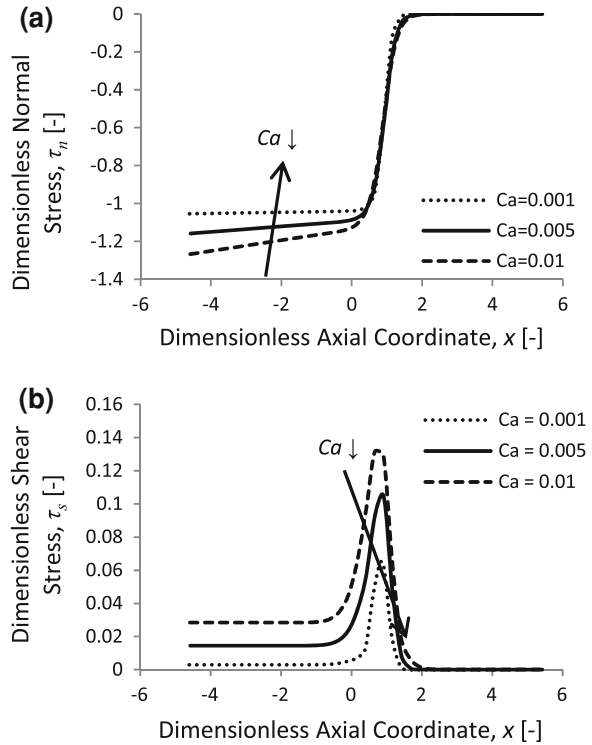 (a)
Dimensionless Normal
Stress, τn [-]
0
-0.2
-0.4
-0.6
-0.8
-1
-1.2
-1.4
Ca ↓
Ca=0.001
Ca=0.005
Ca=0.01
-6 -4 -2 0 2 4 6
Dimensionless Axial Coordinate, x [-]
(b)
Dimensionless Shear
Stress, τs [-]
0.16
0.14
0.12
0.1
0.08
0.06
0.04
0.02
0
Ca ↓
Ca = 0.001
Ca = 0.005
Ca = 0.01
-6 -4 -2 0 2 4 6
Dimensionless Axial Coordinate, x [-]